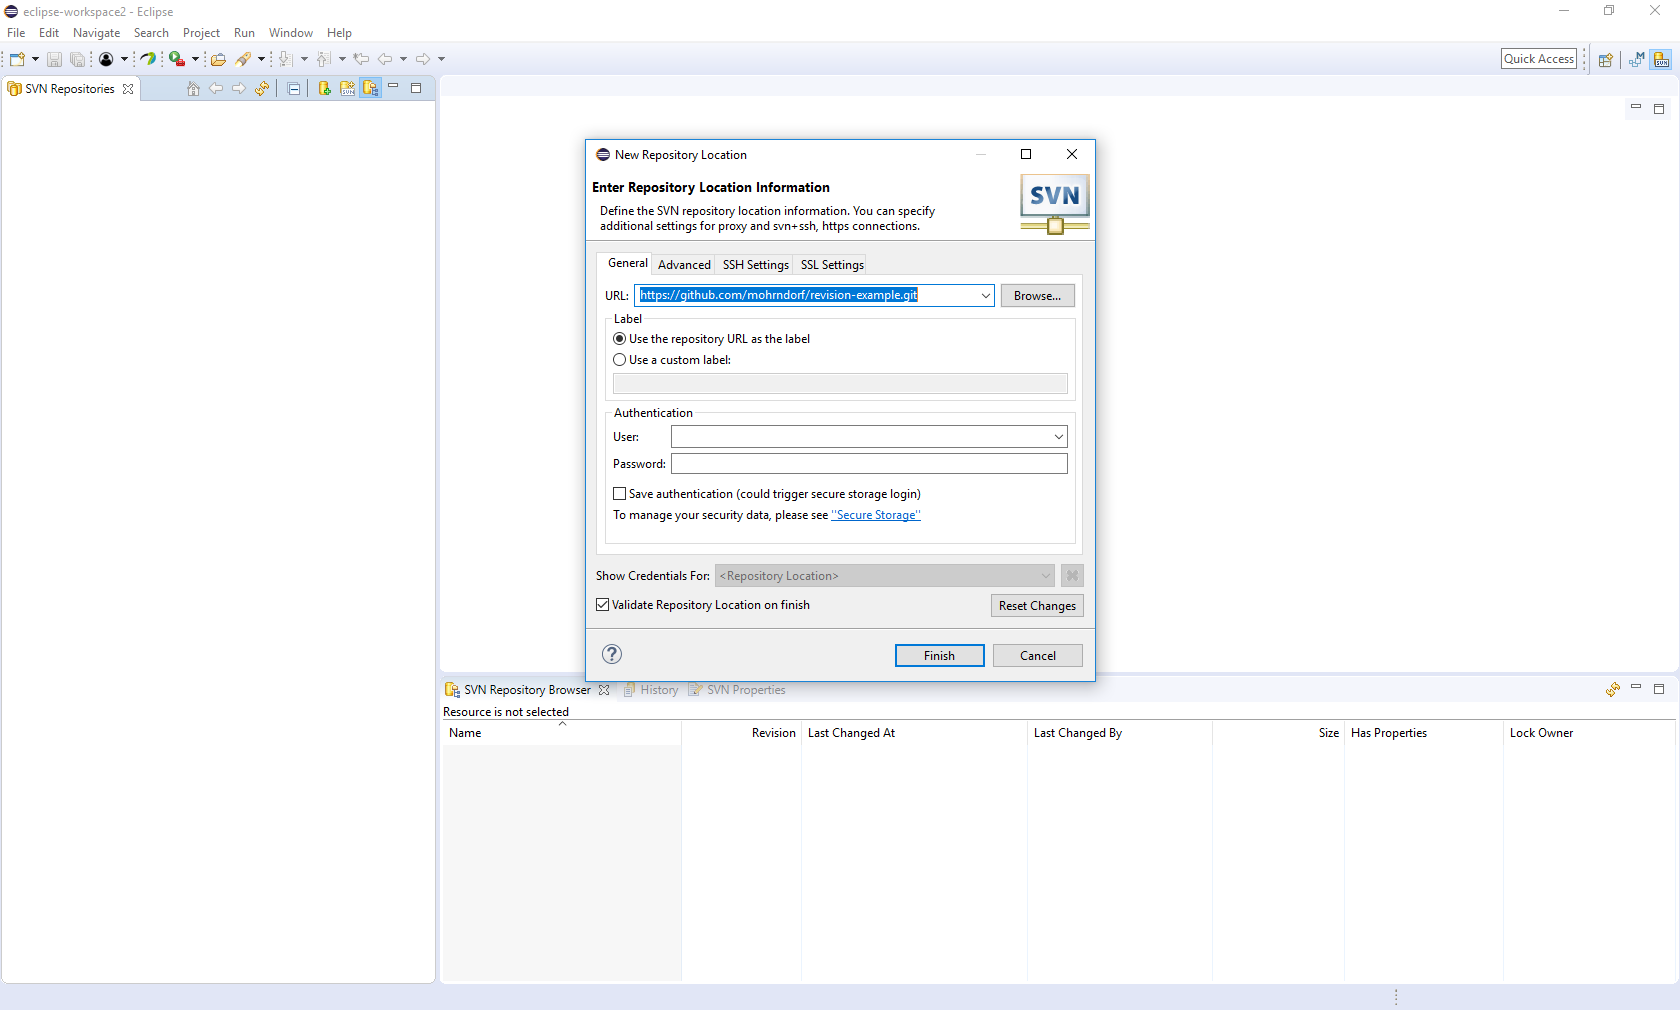 eclipse-workspace2 - Eclipse
File Edit Navigate Search Project Run Window Help
Quick Access
SVN Repositories
New Repository Location
Enter Repository Location Information
Define the SVN repository location information. You can specify
additional settings for proxy and svn+ssh, https connections.
SVN
General Advanced SSH Settings SSL Settings
URL: https://github.com/mohrndorf/revision-example.git Browse...
Label
Use the repository URL as the label
Use a custom label:
Authentication
User:
Password:
Save authentication (could trigger secure storage login)
To manage your security data, please see "Secure Storage"
Show Credentials For: <Repository Location>
Validate Repository Location on finish Reset Changes
Finish Cancel
SVN Repository Browser History SVN Properties
Resource is not selected
Name Revision Last Changed At Last Changed By Size Has Properties Lock Owner